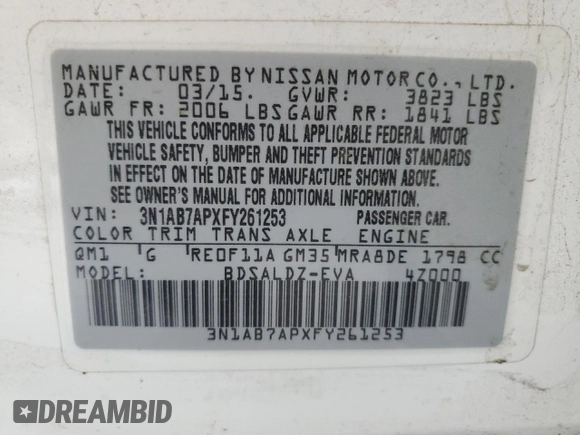 MANUFACTURED BY NISSAN MOTOR CO., LTD.
DATE: 03/15. GVWR: 3823 LBS
GAWR FR: 2006 LBS GAWR RR: 1841 LBS
THIS VEHICLE CONFORMS TO ALL APPLICABLE FEDERAL MOTOR
VEHICLE SAFETY, BUMPER AND THEFT PREVENTION STANDARDS
IN EFFECT ON THE DATE OF MANUFACTURE SHOWN ABOVE.
SEE OWNER'S MANUAL FOR ADDITIONAL INFORMATION.
VIN: 3N1AB7APXFY261253 PASSENGER CAR.
COLOR TRIM TRANS AXLE ENGINE
QM1 G RE0F11A GM35 MRA8DE 1798 CC
MODEL: BDSALDZ-EVA 4Z000
3N1AB7APXFY261253
DREAMBID